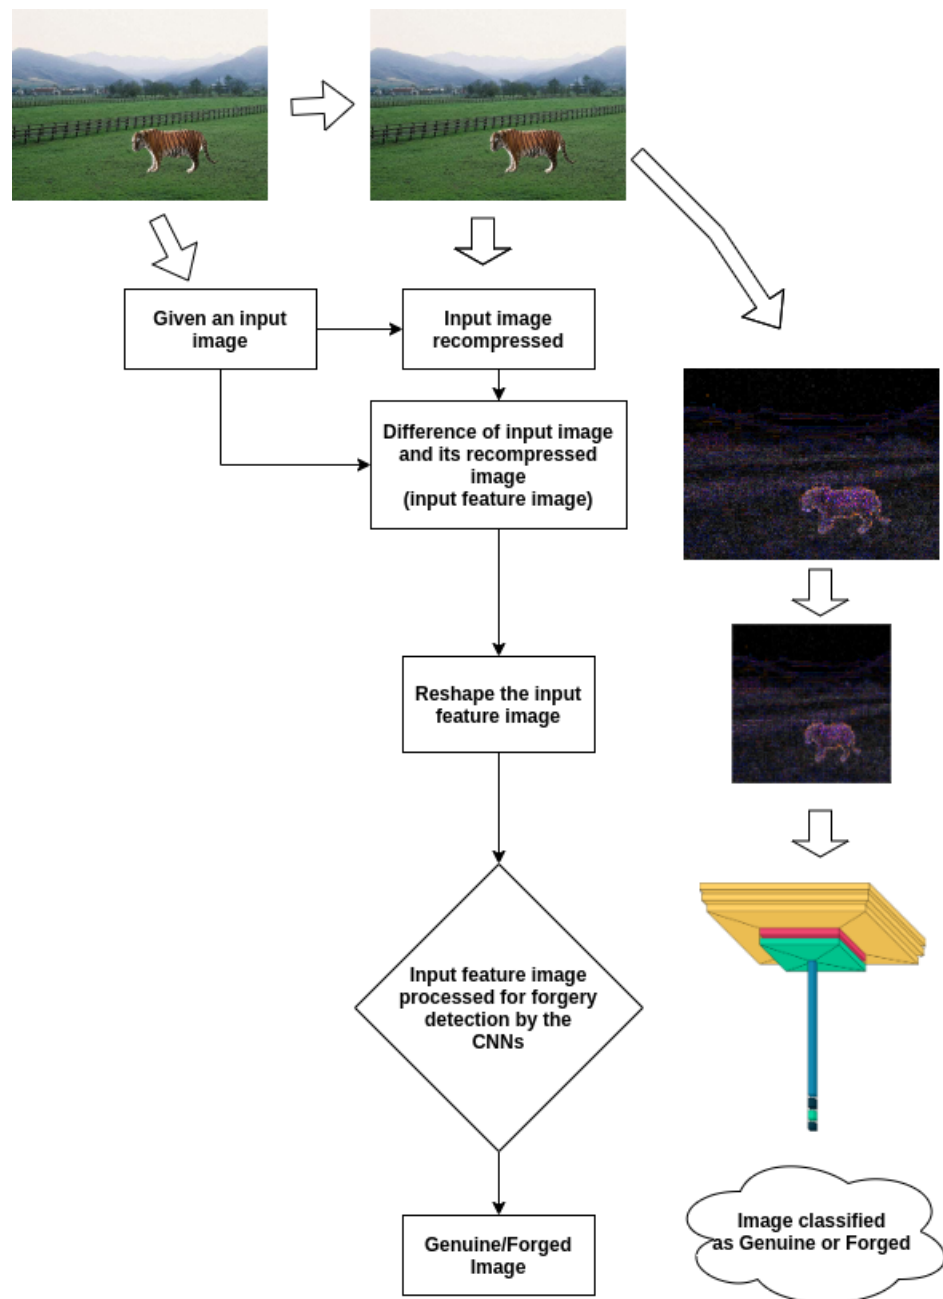 Given an input
image
Input image
recompressed
Difference of input image
and its recompressed
image
(input feature image)
Reshape the input
feature image
Input feature image
processed for forgery
detection by the
CNNs
Genuine/Forged
Image
Image classified
as Genuine or Forged